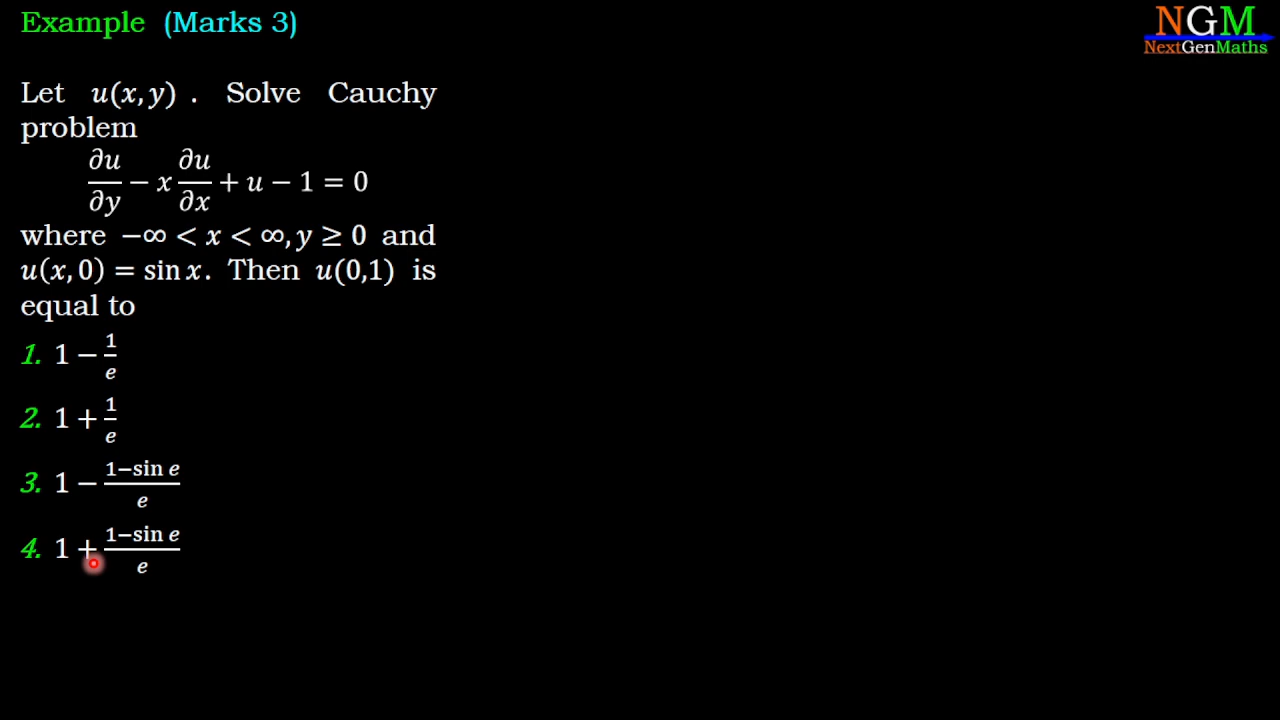 Example (Marks 3)
NGM
NextGenMaths
Let u(x, y) . Solve Cauchy
problem
∂u/∂y − x ∂u/∂x + u − 1 = 0
where −∞ < x < ∞, y ≥ 0 and
u(x, 0) = sin x. Then u(0,1) is
equal to
1. 1 − 1/e
2. 1 + 1/e
3. 1 − (1−sin e)/e
4. 1 + (1−sin e)/e